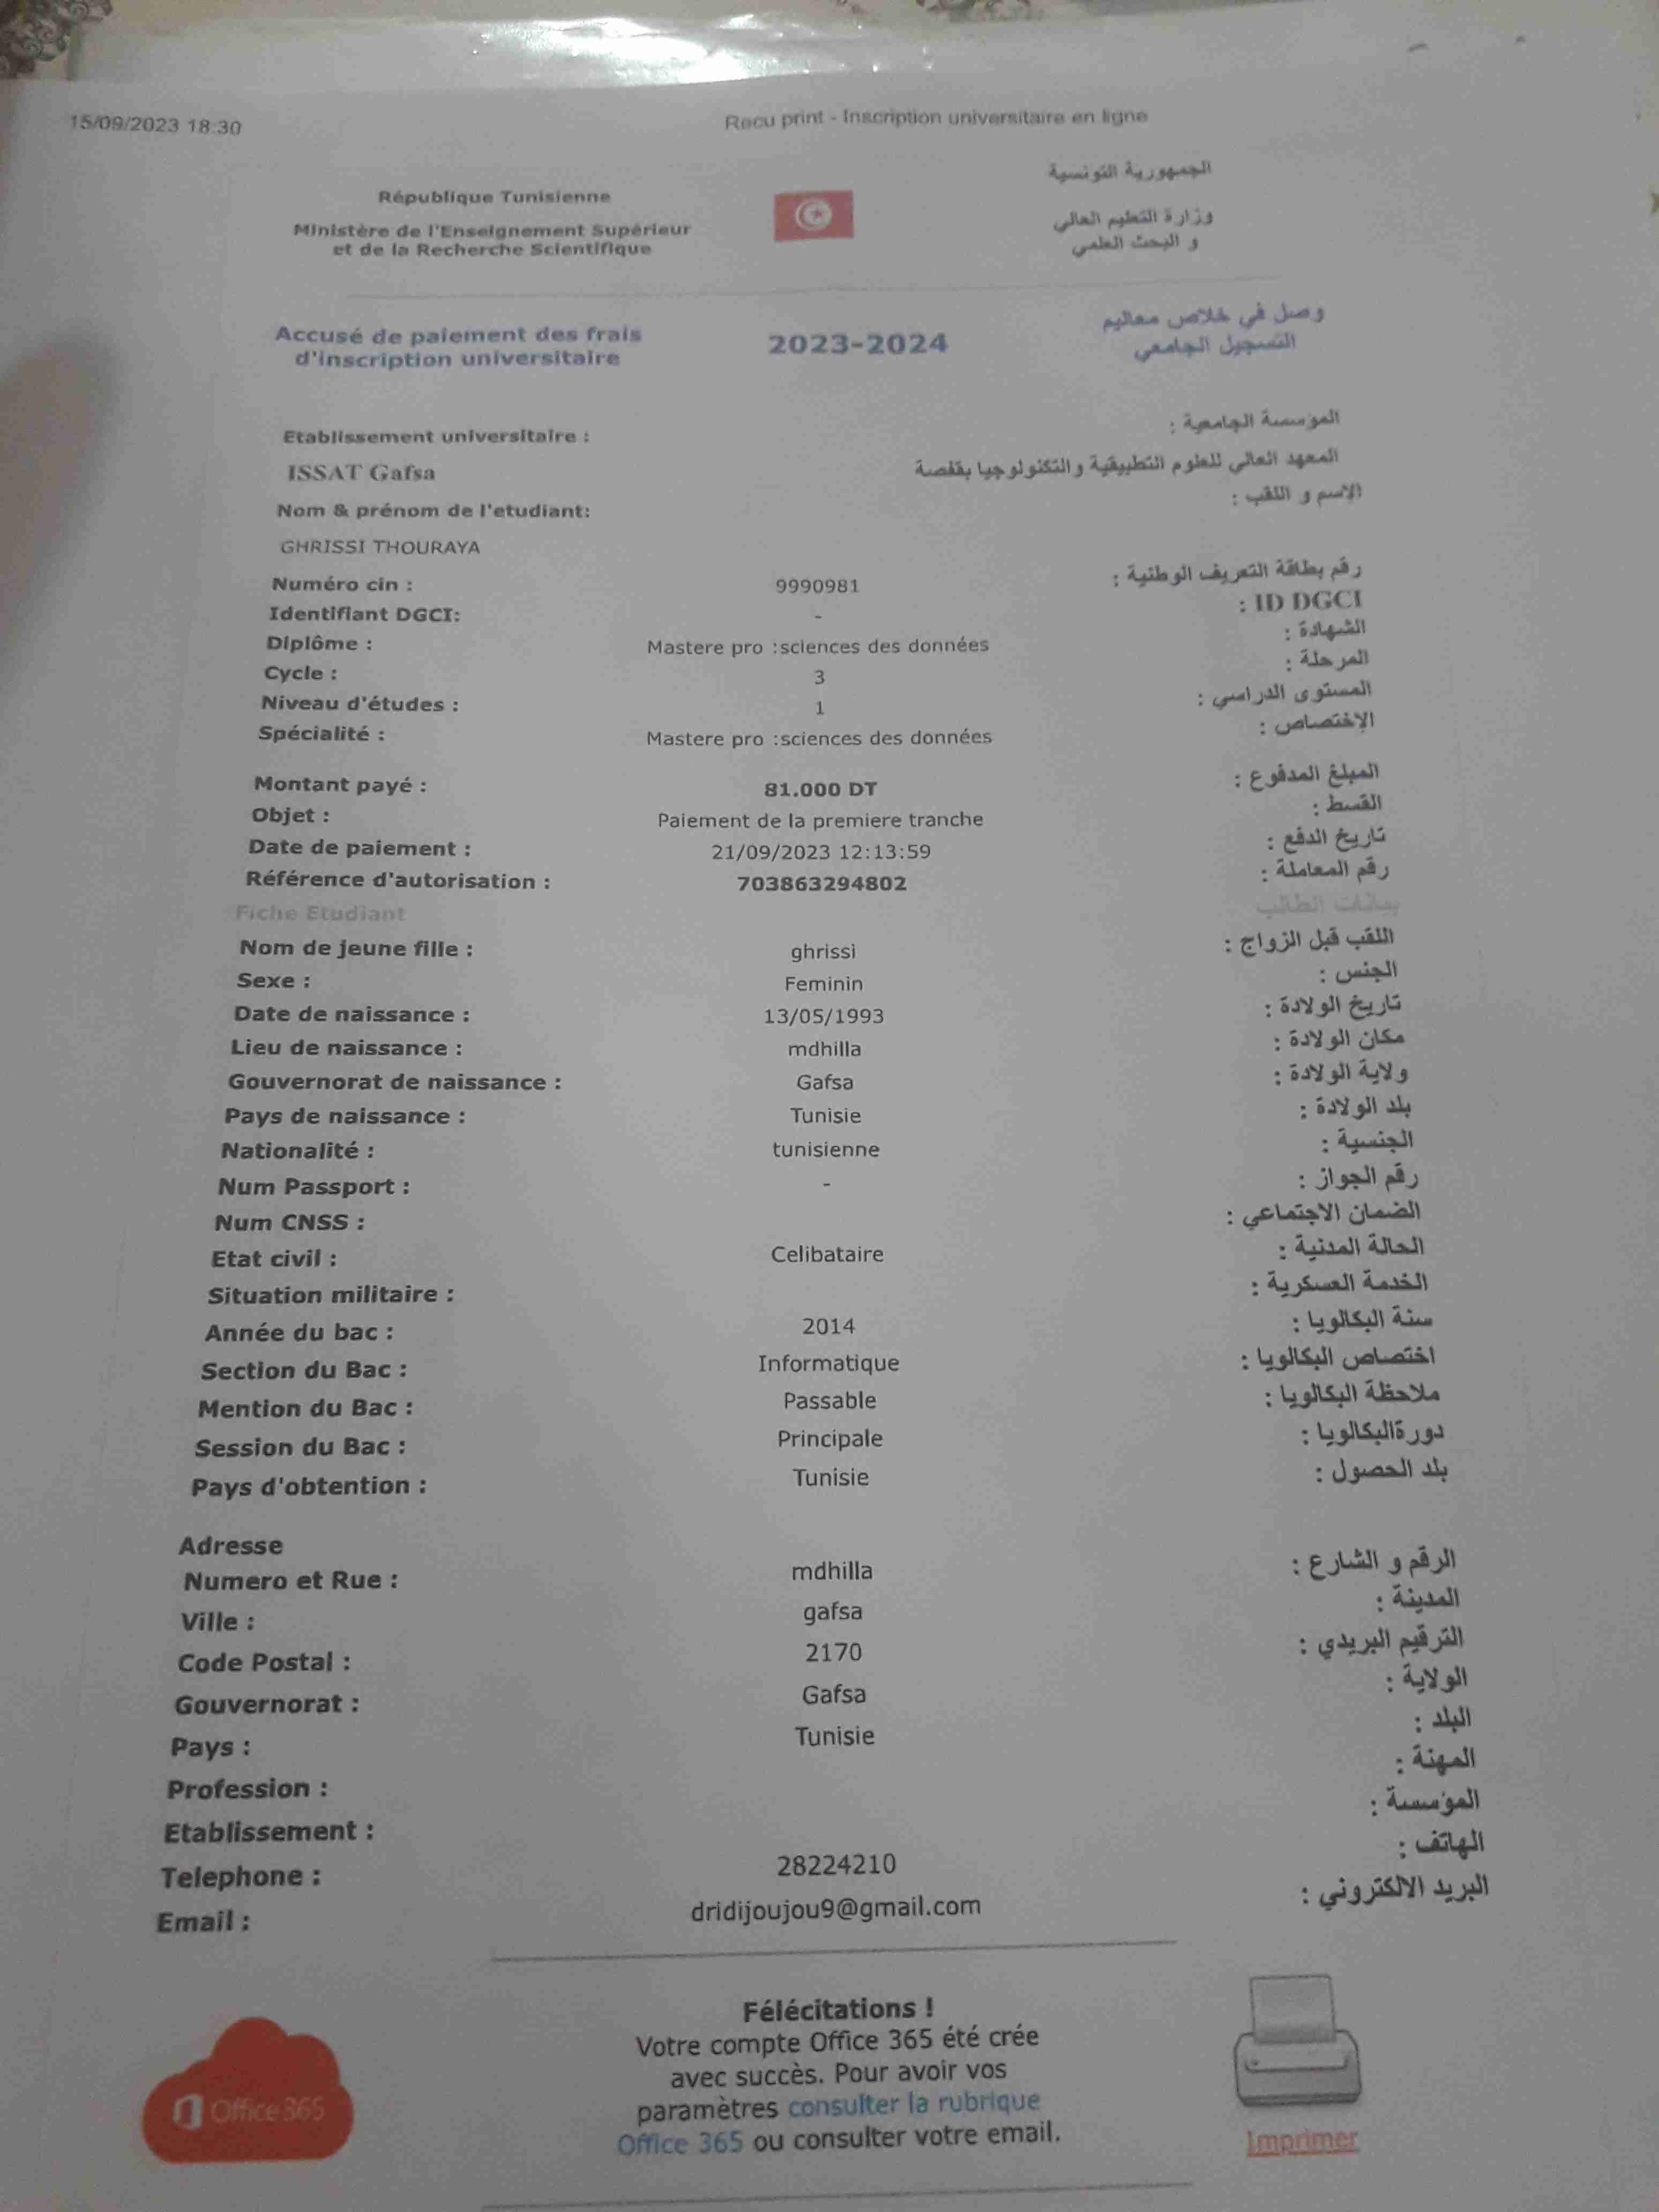 15/09/2023 18:30
Recu print - Inscription universitaire en ligne
République Tunisienne
الجمهورية التونسية
Ministère de l'Enseignement Supérieur
et de la Recherche Scientifique
وزارة التعليم العالي
و البحث العلمي
Accusé de paiement des frais
d'inscription universitaire
2023-2024
وصل في خلاص معاليم
التسجيل الجامعي
Etablissement universitaire :
المؤسسة الجامعية :
ISSAT Gafsa
المعهد العالي للعلوم التطبيقية والتكنولوجيا بقفصة
Nom & prénom de l'etudiant:
الاسم و اللقب :
GHRISSI THOURAYA
Numéro cin : 9990981 رقم بطاقة التعريف الوطنية :
Identifiant DGCI: - ID DGCI :
Diplôme : Mastere pro :sciences des données الشهادة :
Cycle : 3 المرحلة :
Niveau d'études : 1 المستوى الدراسي :
Spécialité : Mastere pro :sciences des données الإختصاص :
Montant payé : 81.000 DT المبلغ المدفوع :
Objet : Paiement de la premiere tranche القسط :
Date de paiement : 21/09/2023 12:13:59 تاريخ الدفع :
Référence d'autorisation : 703863294802 رقم المعاملة :
Fiche Etudiant بيانات الطالب
Nom de jeune fille : ghrissi اللقب قبل الزواج :
Sexe : Feminin الجنس :
Date de naissance : 13/05/1993 تاريخ الولادة :
Lieu de naissance : mdhilla مكان الولادة :
Gouvernorat de naissance : Gafsa ولاية الولادة :
Pays de naissance : Tunisie بلد الولادة :
Nationalité : tunisienne الجنسية :
Num Passport : - رقم الجواز :
Num CNSS : الضمان الاجتماعي :
Etat civil : Celibataire الحالة المدنية :
Situation militaire : الخدمة العسكرية :
Année du bac : 2014 سنة البكالويا :
Section du Bac : Informatique اختصاص البكالويا :
Mention du Bac : Passable ملاحظة البكالويا :
Session du Bac : Principale دورةالبكالويا :
Pays d'obtention : Tunisie بلد الحصول :
Adresse
Numero et Rue : mdhilla الرقم و الشارع :
Ville : gafsa المدينة :
Code Postal : 2170 الترقيم البريدي :
Gouvernorat : Gafsa الولاية :
Pays : Tunisie البلد :
Profession : المهنة :
Etablissement : المؤسسة :
Telephone : 28224210 الهاتف :
Email : dridijoujou9@gmail.com البريد الالكتروني :
Félécitations !
Votre compte Office 365 été crée
avec succès. Pour avoir vos
paramètres consulter la rubrique
Office 365 ou consulter votre email.
Office 365
Imprimer